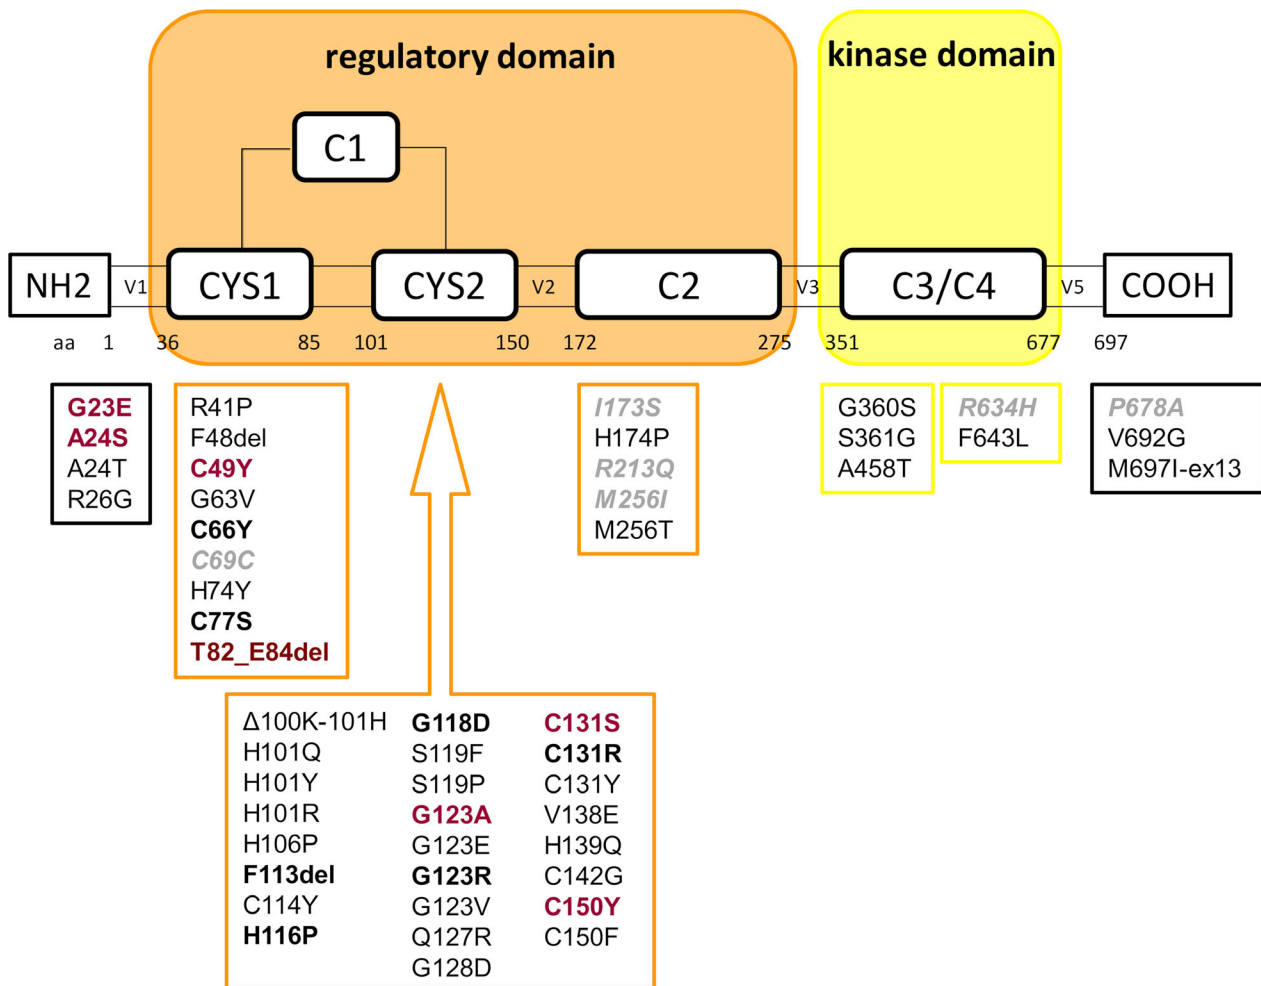 regulatory domain
kinase domain
C1
NH2
V1
CYS1
CYS2
V2
C2
V3
C3/C4
V5
COOH
aa 1 36 85 101 150 172 275 351 677 697
G23E
A24S
A24T
R26G
R41P
F48del
C49Y
G63V
C66Y
C69C
H74Y
C77S
T82_E84del
I173S
H174P
R213Q
M256I
M256T
G360S
S361G
A458T
R634H
F643L
P678A
V692G
M697I-ex13
Δ100K-101H
H101Q
H101Y
H101R
H106P
F113del
C114Y
H116P
G118D
S119F
S119P
G123A
G123E
G123R
G123V
Q127R
G128D
C131S
C131R
C131Y
V138E
H139Q
C142G
C150Y
C150F